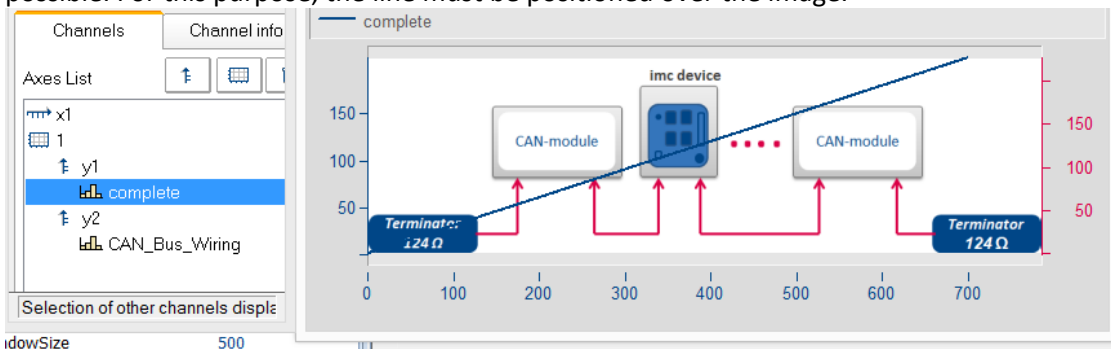 possible. For this purpose, the line must be positioned over the image.
Channels Channel info
Axes List
x1
1
y1
complete
y2
CAN_Bus_Wiring
Selection of other channels displa
dowSize 500
complete
imc device
CAN-module
CAN-module
150
100
50
150
100
50
Terminator
124 Ω
Terminator
124 Ω
0 100 200 300 400 500 600 700